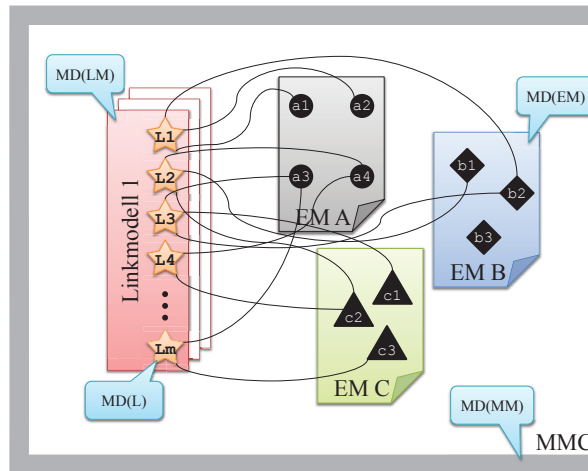 MD(LM)
L1
L2
L3
L4
Lm
Linkmodell 1
MD(L)
a1
a2
a3
a4
EM A
MD(EM)
b1
b2
b3
EM B
c1
c2
c3
EM C
MD(MM)
MMC